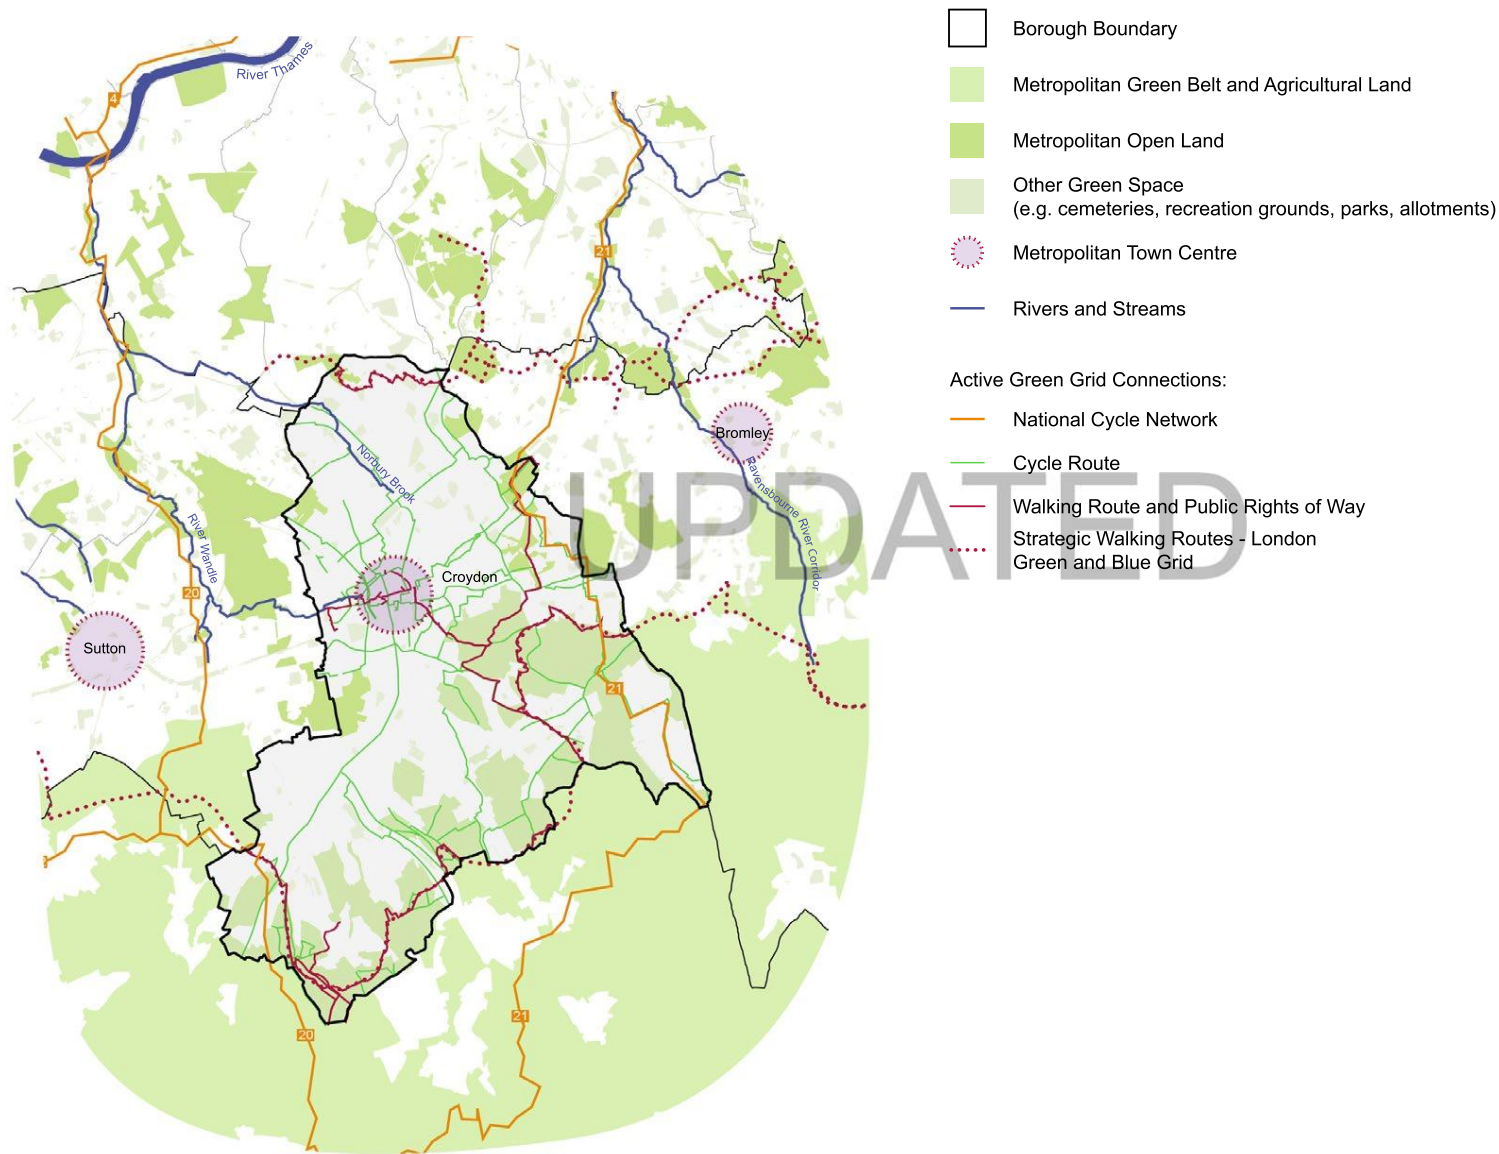 River Thames
4
21
Norbury Brook
Bromley
Ravensbourne River Corridor
UPDATED
River Wandle
Croydon
20
Sutton
21
21
20
Borough Boundary
Metropolitan Green Belt and Agricultural Land
Metropolitan Open Land
Other Green Space
(e.g. cemeteries, recreation grounds, parks, allotments)
Metropolitan Town Centre
Rivers and Streams
Active Green Grid Connections:
National Cycle Network
Cycle Route
Walking Route and Public Rights of Way
Strategic Walking Routes - London
Green and Blue Grid